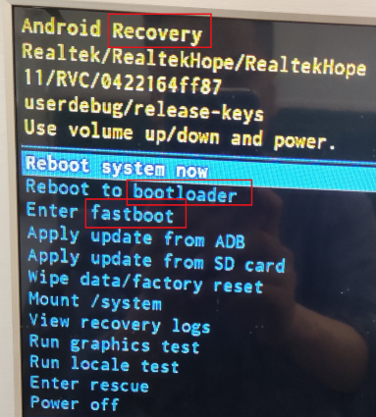 Android Recovery
Realtek/RealtekHope/RealtekHope
11/RVC/0422164ff87
userdebug/release-keys
Use volume up/down and power.
Reboot system now
Reboot to bootloader
Enter fastboot
Apply update from ADB
Apply update from SD card
Wipe data/factory reset
Mount /system
View recovery logs
Run graphics test
Run locale test
Enter rescue
Power off